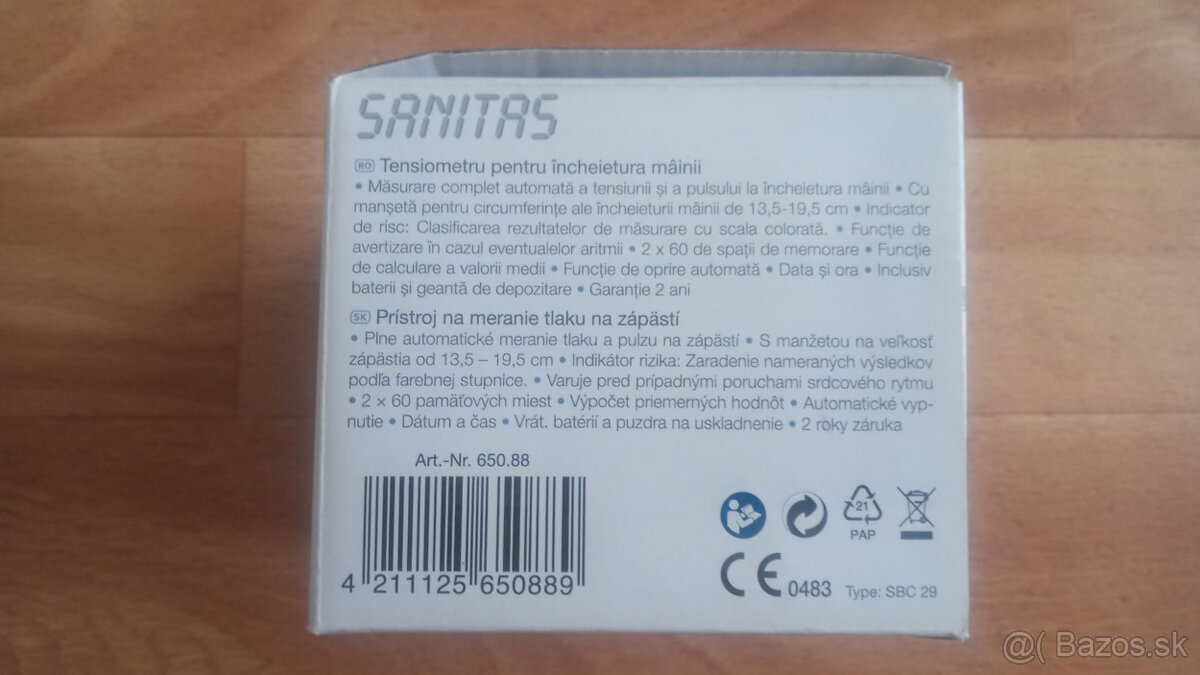 SANITAS
RO Tensiometru pentru încheietura mâinii
• Măsurare complet automată a tensiunii și a pulsului la încheietura mâinii • Cu
manșetă pentru circumferințe ale încheieturii mâinii de 13,5-19,5 cm • Indicator
de risc: Clasificarea rezultatelor de măsurare cu scala colorată. • Funcție de
avertizare în cazul eventualelor aritmii • 2 x 60 de spații de memorare • Funcție
de calculare a valorii medii • Funcție de oprire automată • Data și ora • Inclusiv
baterii și geantă de depozitare • Garanție 2 ani
SK Prístroj na meranie tlaku na zápästí
• Plne automatické meranie tlaku a pulzu na zápästí • S manžetou na veľkosť
zápästia od 13,5 – 19,5 cm • Indikátor rizika: Zaradenie nameraných výsledkov
podľa farebnej stupnice. • Varuje pred prípadnými poruchami srdcového rytmu
• 2 × 60 pamäťových miest • Výpočet priemerných hodnôt • Automatické vyp-
nutie • Dátum a čas • Vrát. batérií a puzdra na uskladnenie • 2 roky záruka
Art.-Nr. 650.88
4 211125 650889
21
PAP
CE 0483 Type: SBC 29
@( Bazos.sk